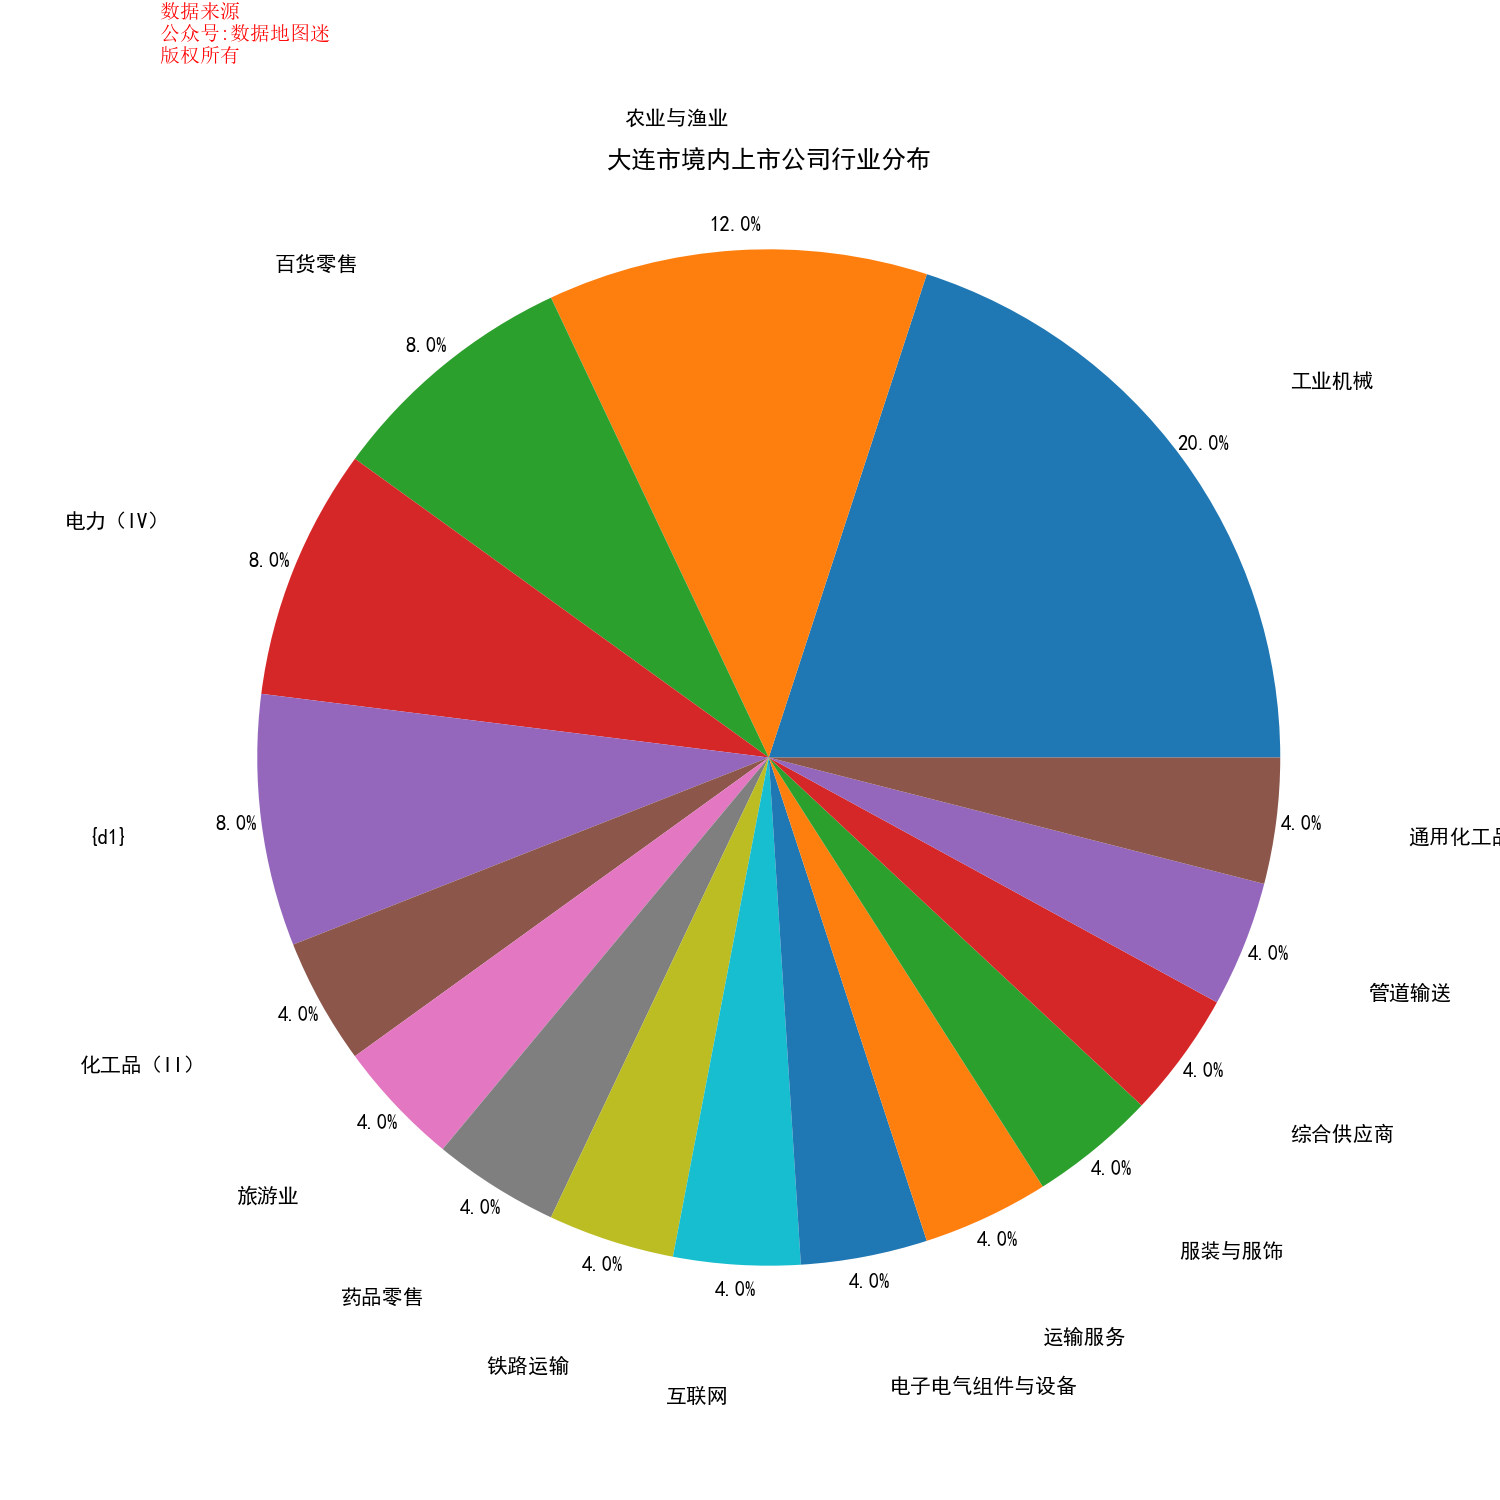 数据来源
公众号:数据地图迷
版权所有
农业与渔业
大连市境内上市公司行业分布
12.0%
百货零售
8.0%
工业机械
20.0%
电力（IV）
8.0%
{d1}
8.0%
4.0%
通用化工品
4.0%
管道输送
4.0%
化工品（II）
4.0%
综合供应商
4.0%
旅游业
4.0%
服装与服饰
4.0%
药品零售
4.0%
运输服务
4.0%
铁路运输
4.0%
电子电气组件与设备
4.0%
互联网